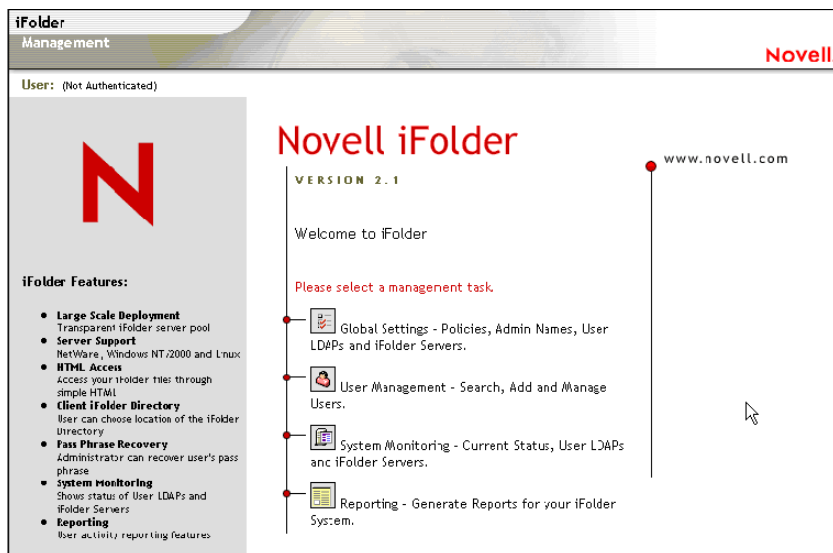 iFolder
Management
Novell
User: (Not Authenticated)
N
iFolder Features:
Large Scale Deployment
Transparent iFolder server pool
Server Support
NetWare, Windows NT/2000 and Linux
HTML Access
Access your iFolder files through
simple HTML
Client iFolder Directory
User can choose location of the iFolder
Directory
Pass Phrase Recovery
Administrator can recover user's pass
phrase
System Monitoring
Shows status of User LDAPs and
iFolder Servers
Reporting
User activity reporting features
Novell iFolder
VERSION 2.1
Welcome to iFolder
Please select a management task.
Global Settings - Policies, Admin Names, User
LDAPs and iFolder Servers.
User Management - Search, Add and Manage
Users.
System Monitoring - Current Status, User LDAPs
and iFolder Servers.
Reporting - Generate Reports for your iFolder
System.
www.novell.com